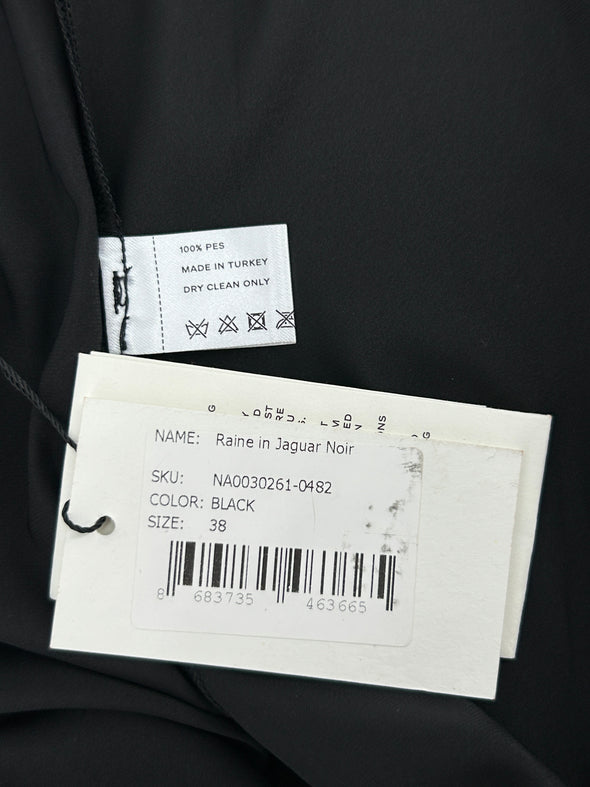 100% PES
MADE IN TURKEY
DRY CLEAN ONLY
NAME: Raine in Jaguar Noir
SKU: NA0030261-0482
COLOR: BLACK
SIZE: 38
8 683735 463665